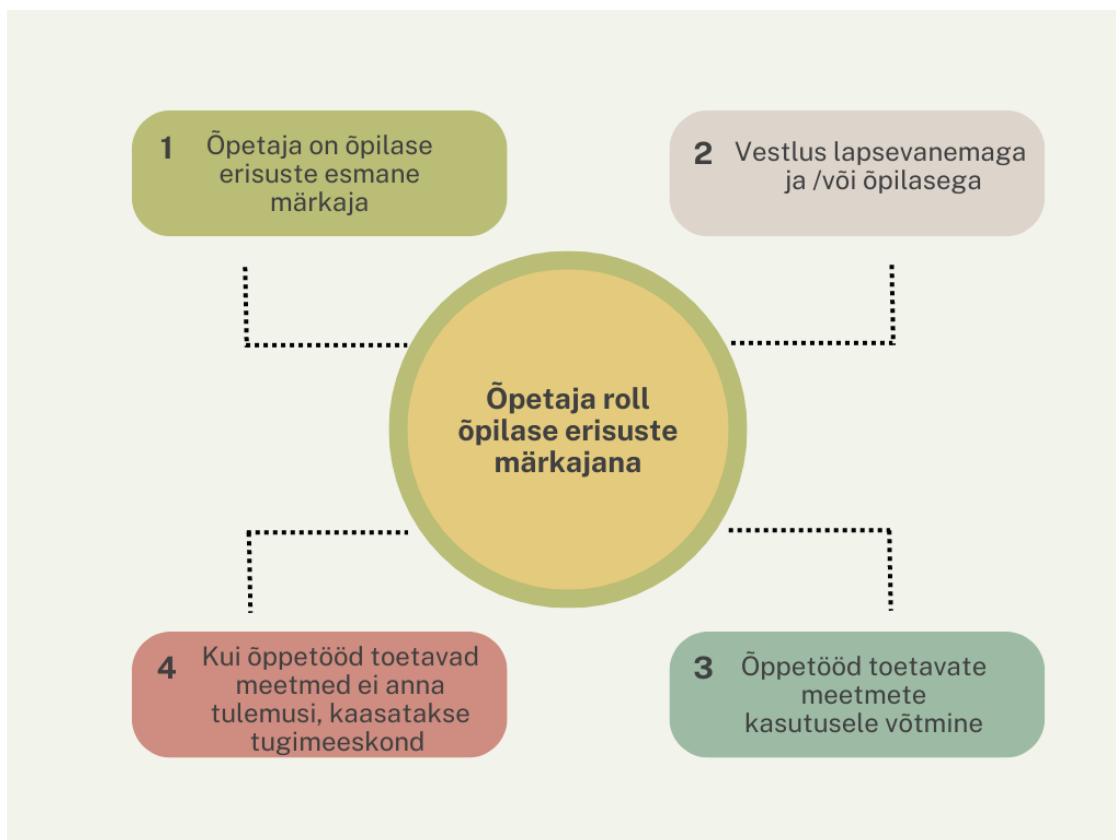 1 Õpetaja on õpilase
erisuste esmane
märkaja
2 Vestlus lapsevanemaga
ja /või õpilasega
Õpetaja roll
õpilase erisuste
märkajana
4 Kui õppetööd toetavad
meetmed ei anna
tulemusi, kaasatakse
tugimeeskond
3 Õppetööd toetavate
meetmete
kasutusele võtmine